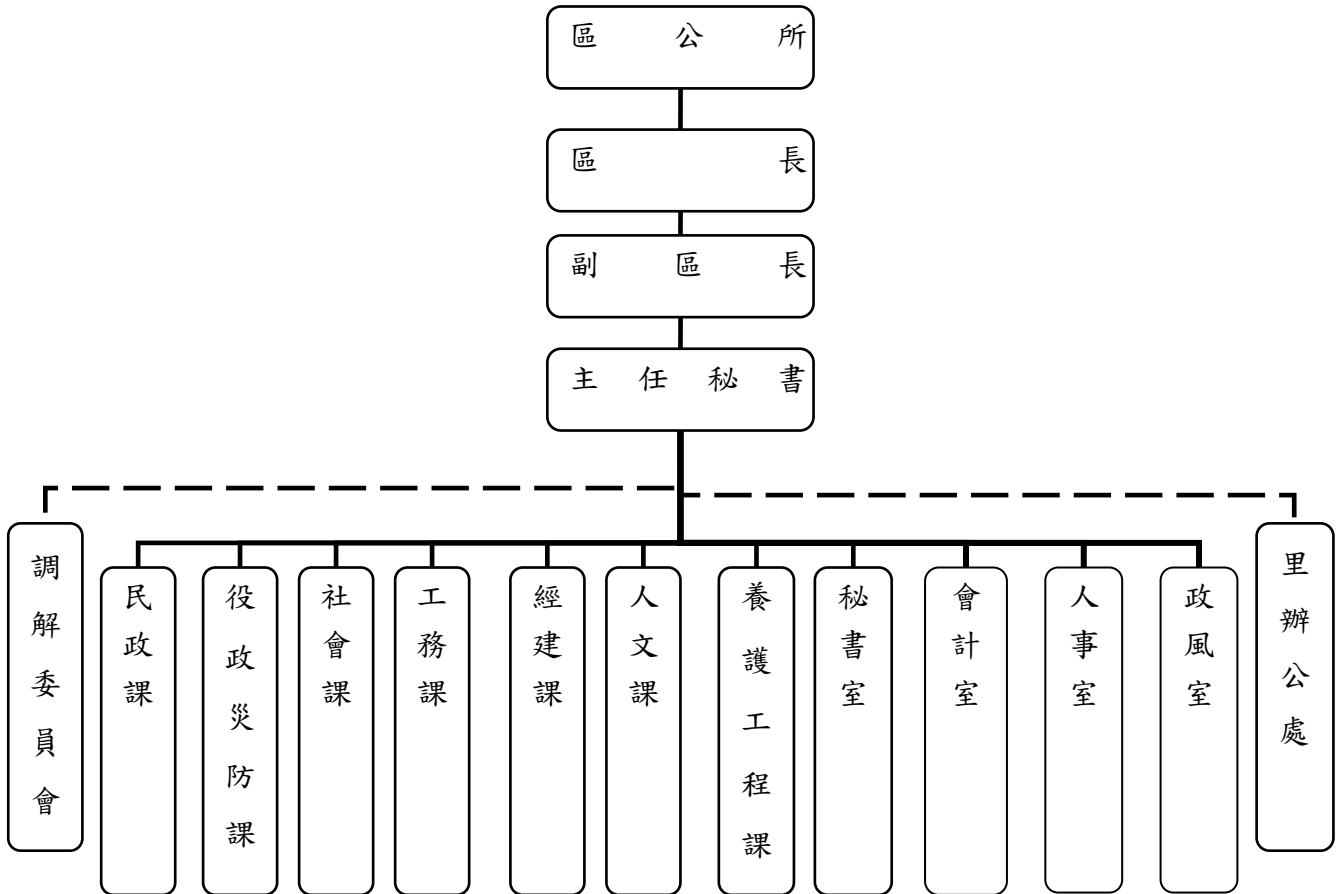 區公所
區長
副區長
主任秘書
調解委員會
民政課
役政災防課
社會課
工務課
經建課
人文課
養護工程課
秘書室
會計室
人事室
政風室
里辦公處